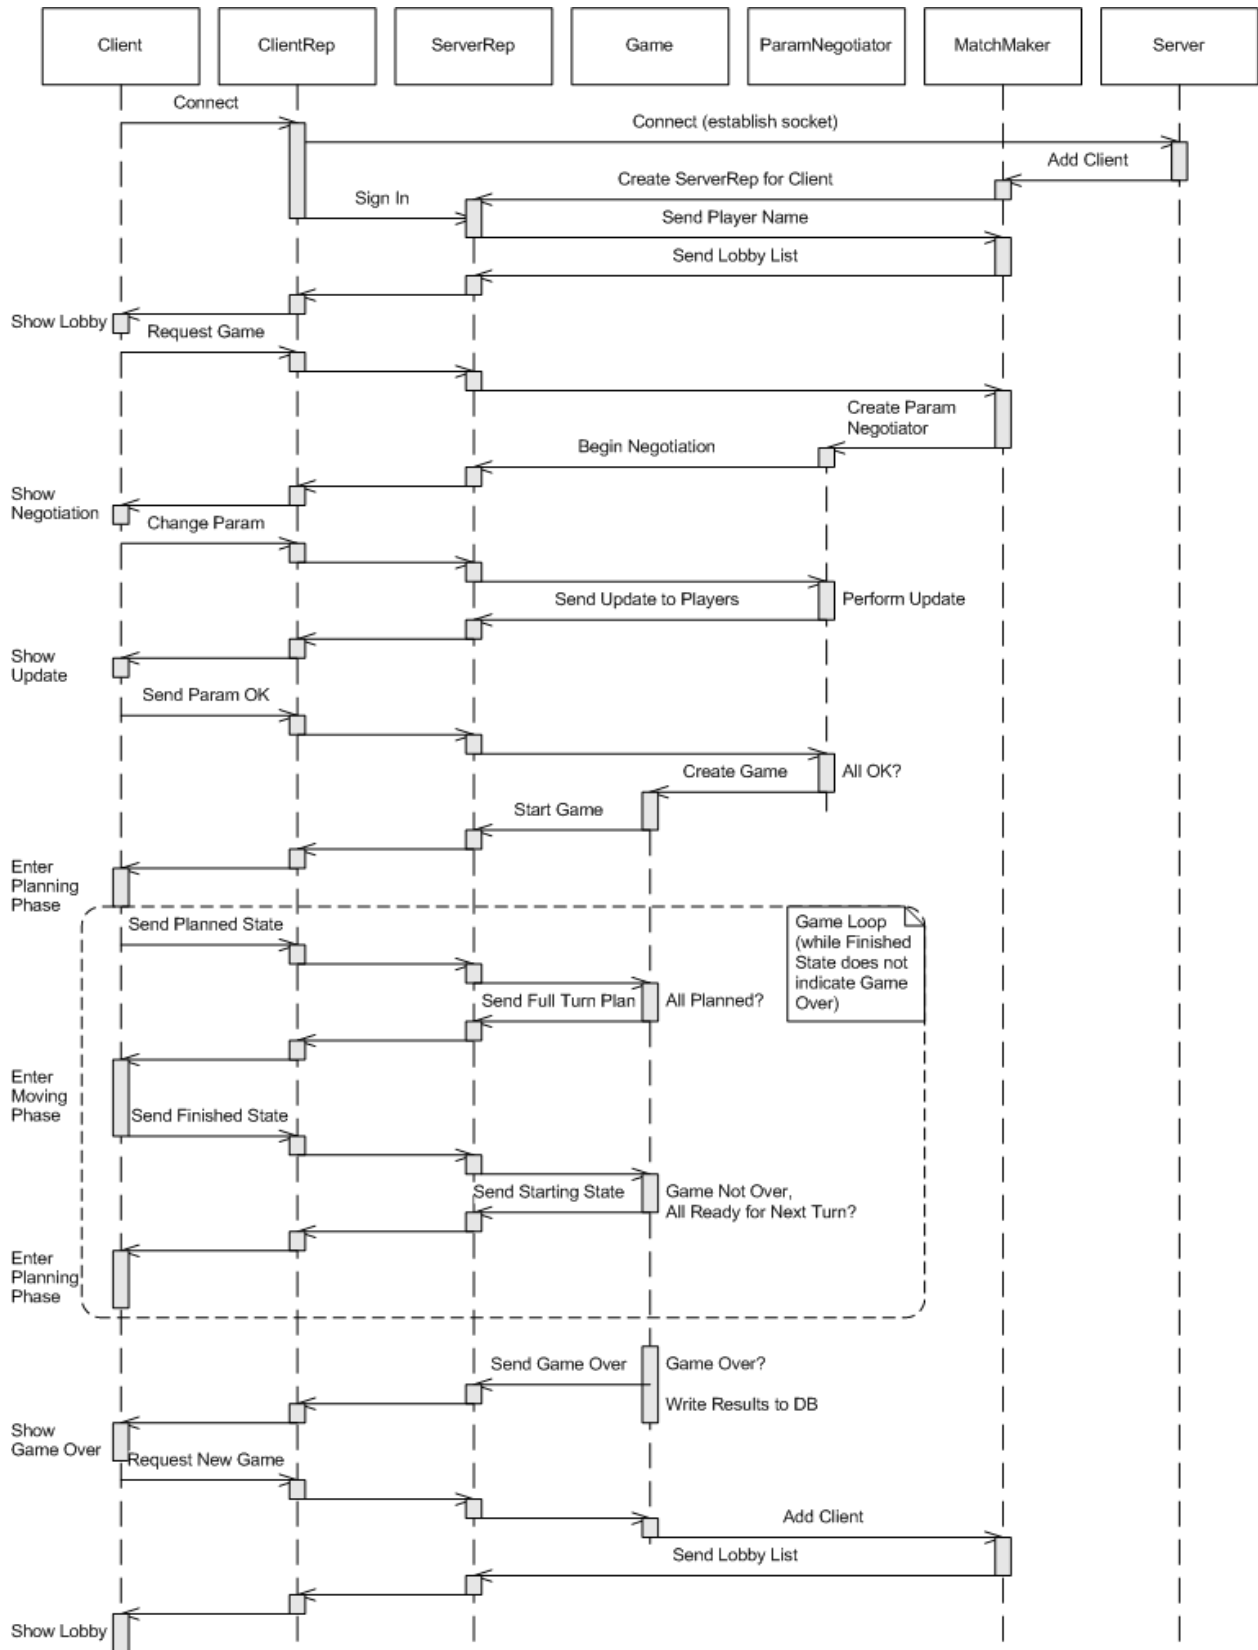 Client
ClientRep
ServerRep
Game
ParamNegotiator
MatchMaker
Server
Connect
Connect (establish socket)
Add Client
Create ServerRep for Client
Sign In
Send Player Name
Send Lobby List
Show Lobby
Request Game
Create Param
Negotiator
Begin Negotiation
Show
Negotiation
Change Param
Send Update to Players
Perform Update
Show
Update
Send Param OK
Create Game
All OK?
Start Game
Enter
Planning
Phase
Send Planned State
Game Loop
(while Finished
State does not
indicate Game
Over)
Send Full Turn Plan
All Planned?
Enter
Moving
Phase
Send Finished State
Send Starting State
Game Not Over,
All Ready for Next Turn?
Enter
Planning
Phase
Send Game Over
Game Over?
Write Results to DB
Show
Game Over
Request New Game
Add Client
Send Lobby List
Show Lobby